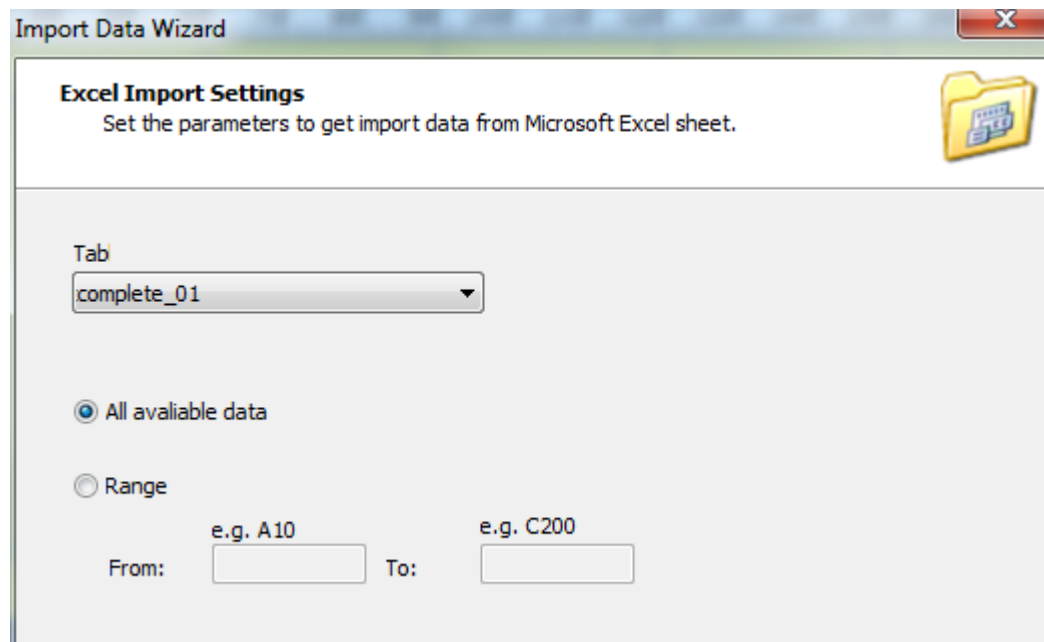 Import Data Wizard
Excel Import Settings
Set the parameters to get import data from Microsoft Excel sheet.
Tab
complete_01
All avaliable data
Range
e.g. A10 e.g. C200
From: To: